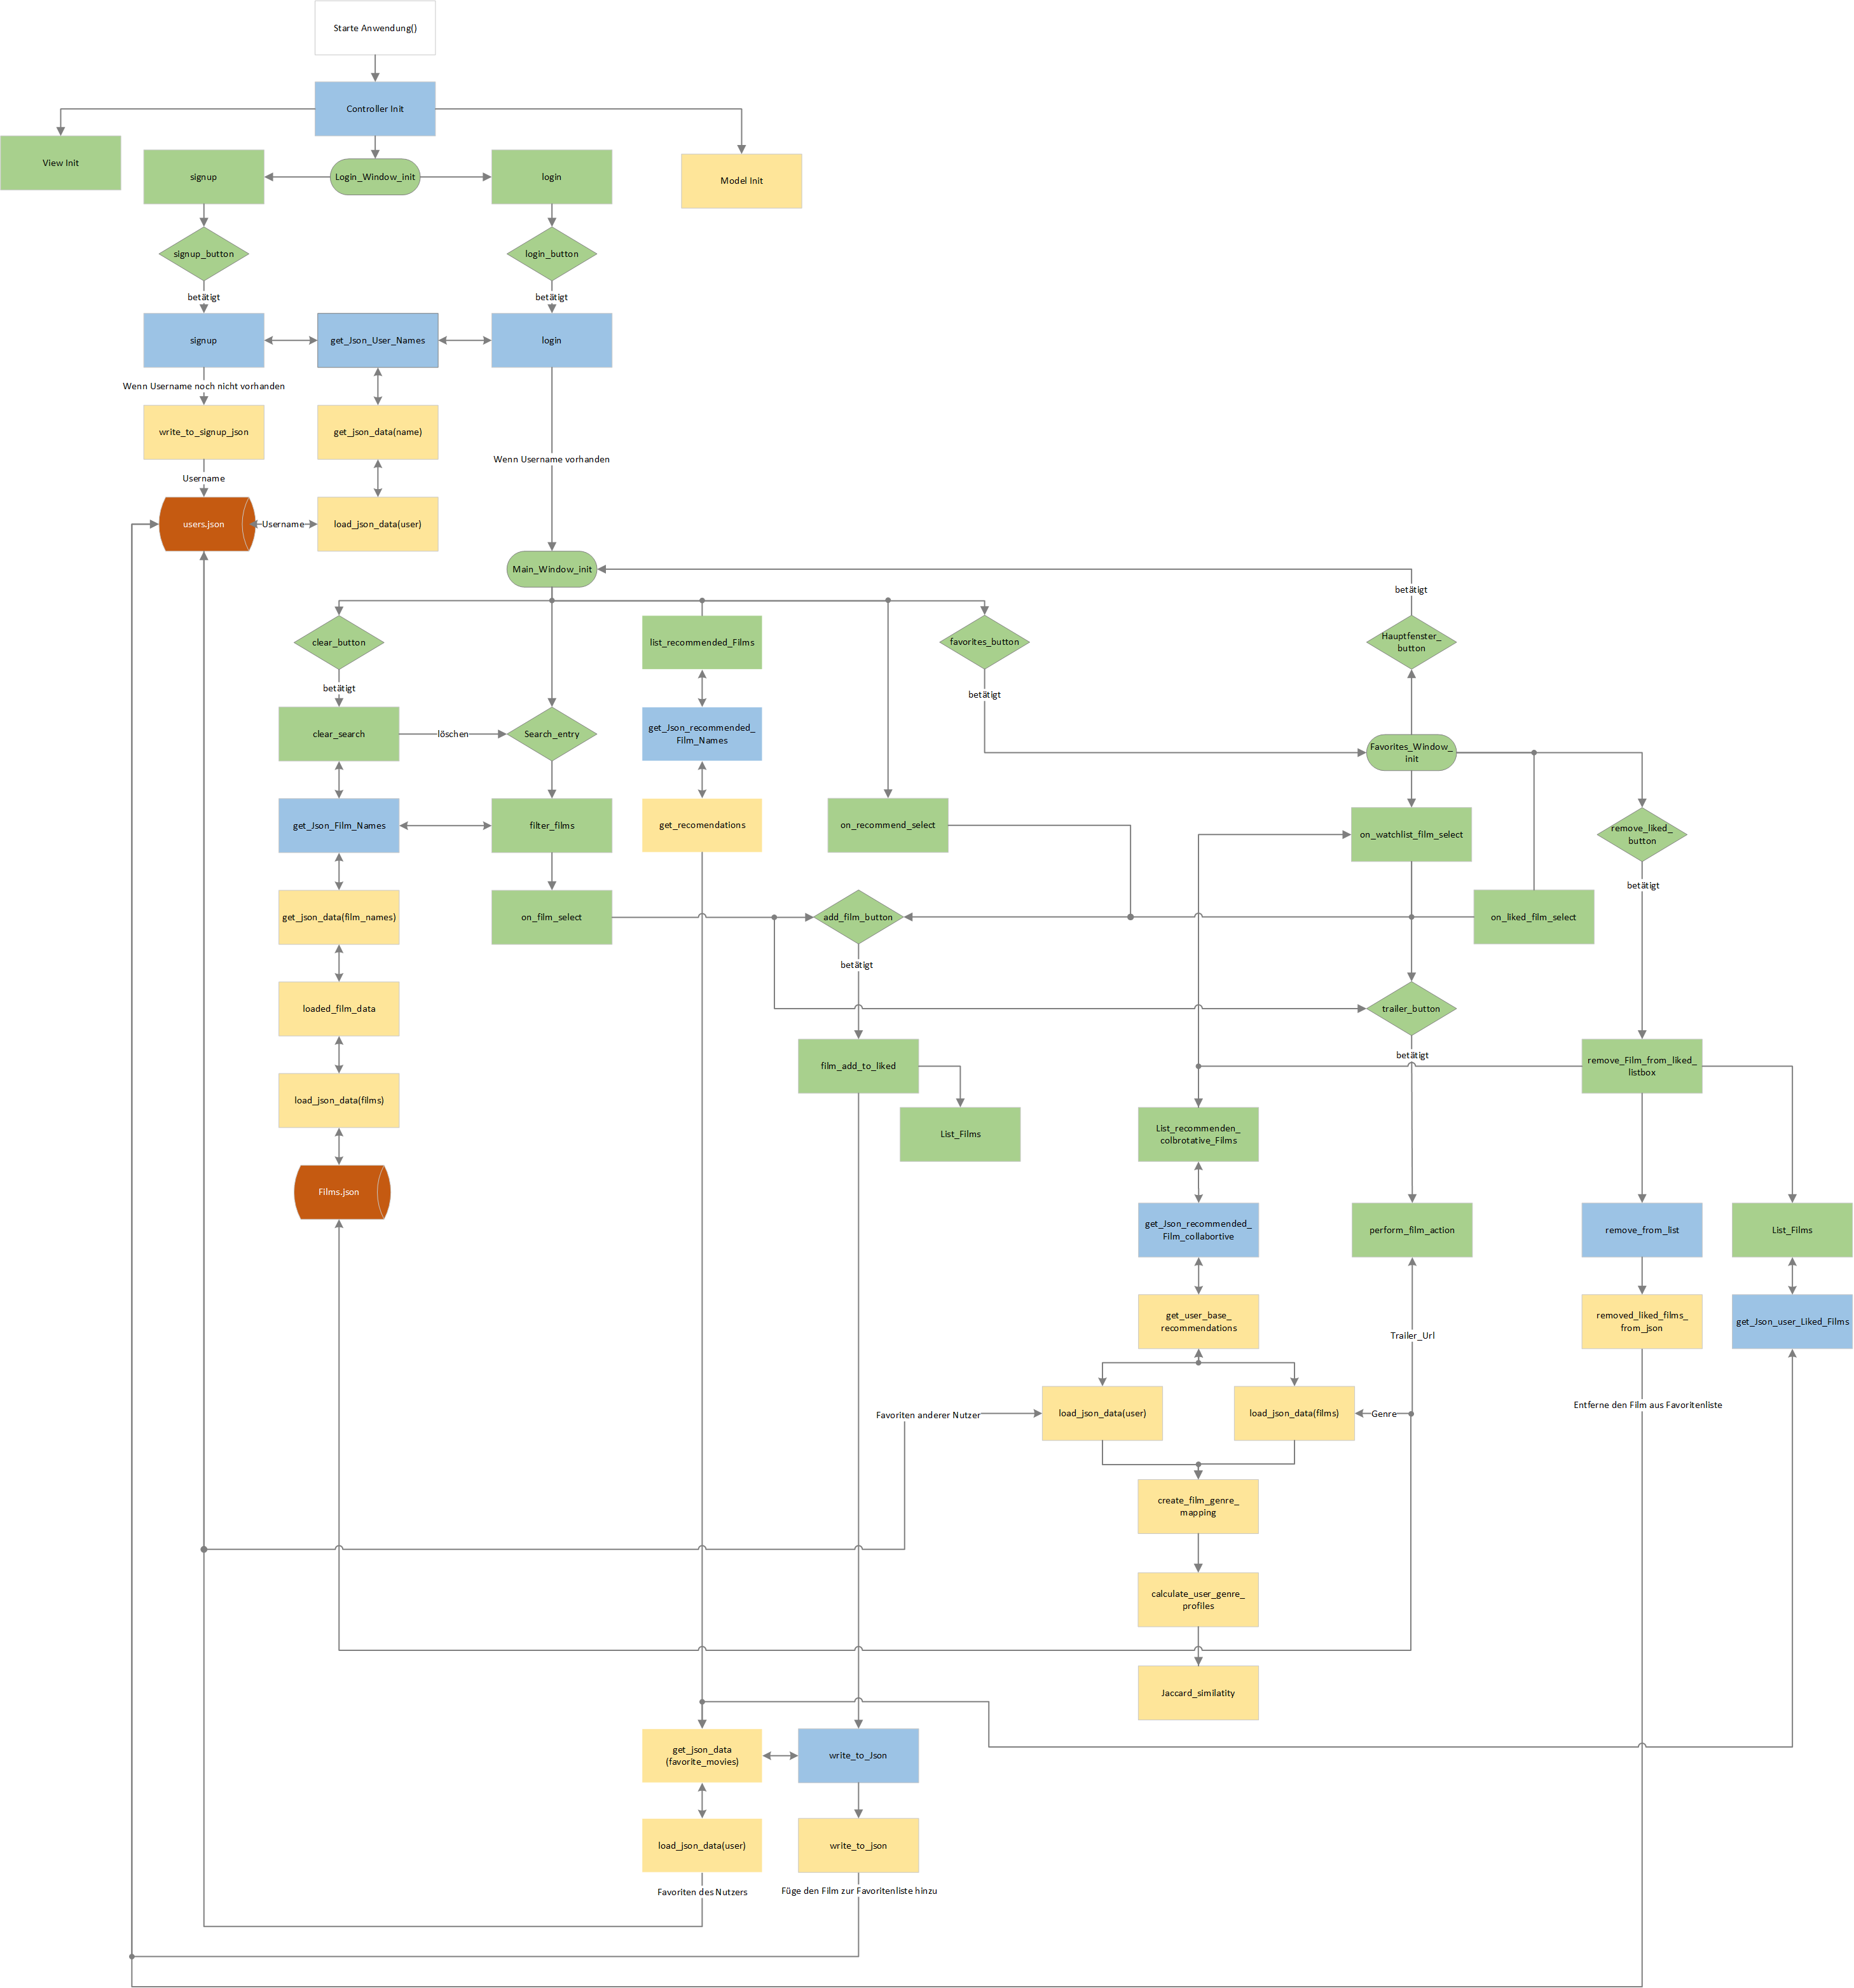 Starte Anwendung()
Controller Init
View Init
signup
Login_Window_init
login
Model Init
signup_button
login_button
betätigt
betätigt
signup
get_Json_User_Names
login
Wenn Username noch nicht vorhanden
write_to_signup_json
get_json_data(name)
Wenn Username vorhanden
Username
users.json
Username
load_json_data(user)
Main_Window_init
betätigt
clear_button
list_recommended_Films
favorites_button
Hauptfenster_
button
betätigt
betätigt
clear_search
löschen
Search_entry
get_Json_recommended_
Film_Names
Favorites_Window_
init
get_Json_Film_Names
filter_films
get_recomendations
on_recommend_select
on_watchlist_film_select
remove_liked_
button
betätigt
get_json_data(film_names)
on_film_select
add_film_button
on_liked_film_select
betätigt
loaded_film_data
trailer_button
betätigt
film_add_to_liked
remove_Film_from_liked_
listbox
load_json_data(films)
List_Films
List_recommenden_
colbrotative_Films
Films.json
get_Json_recommended_
Film_collabortive
perform_film_action
remove_from_list
List_Films
get_user_base_
recommendations
Trailer_Url
removed_liked_films_
from_json
get_Json_user_Liked_Films
Entferne den Film aus Favoritenliste
Favoriten anderer Nutzer
load_json_data(user)
load_json_data(films)
Genre
create_film_genre_
mapping
calculate_user_genre_
profiles
Jaccard_similatity
get_json_data
(favorite_movies)
write_to_Json
load_json_data(user)
write_to_json
Favoriten des Nutzers
Füge den Film zur Favoritenliste hinzu